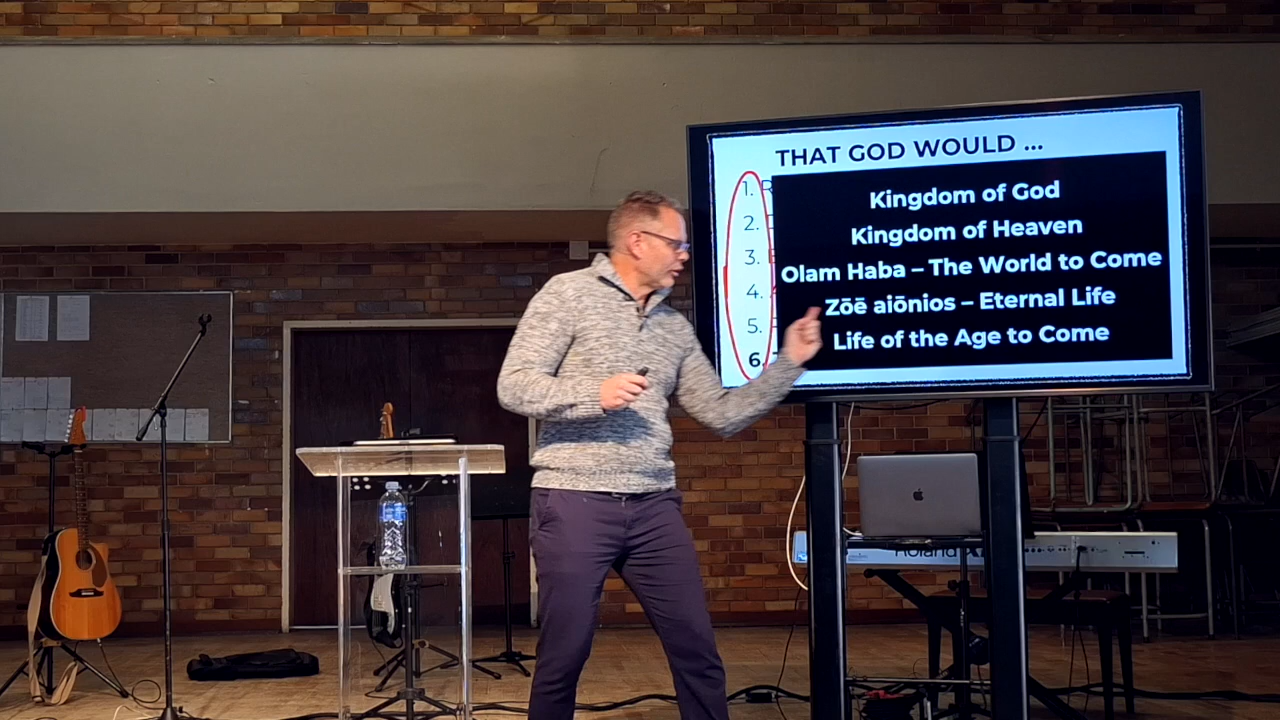 THAT GOD WOULD ...
1. R
2.
3.
4.
5.
6.
Kingdom of God
Kingdom of Heaven
Olam Haba – The World to Come
Zōē aiōnios – Eternal Life
Life of the Age to Come
Roland